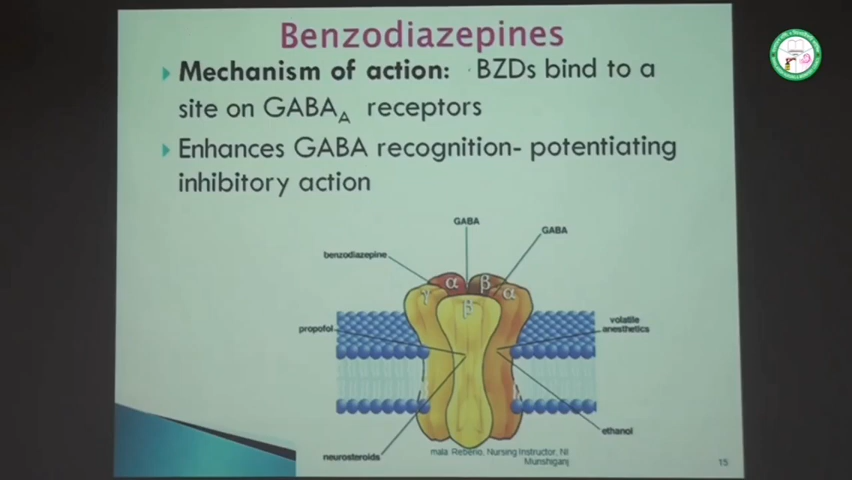 Benzodiazepines
Mechanism of action: BZDs bind to a
site on GABAA receptors
Enhances GABA recognition- potentiating
inhibitory action
GABA
GABA
benzodiazepine
α
β
γ
α
β
propofol
volatile
anesthetics
ethanol
neurosteroids
mala Reberio, Nursing Instructor, NI
Munshiganj
15